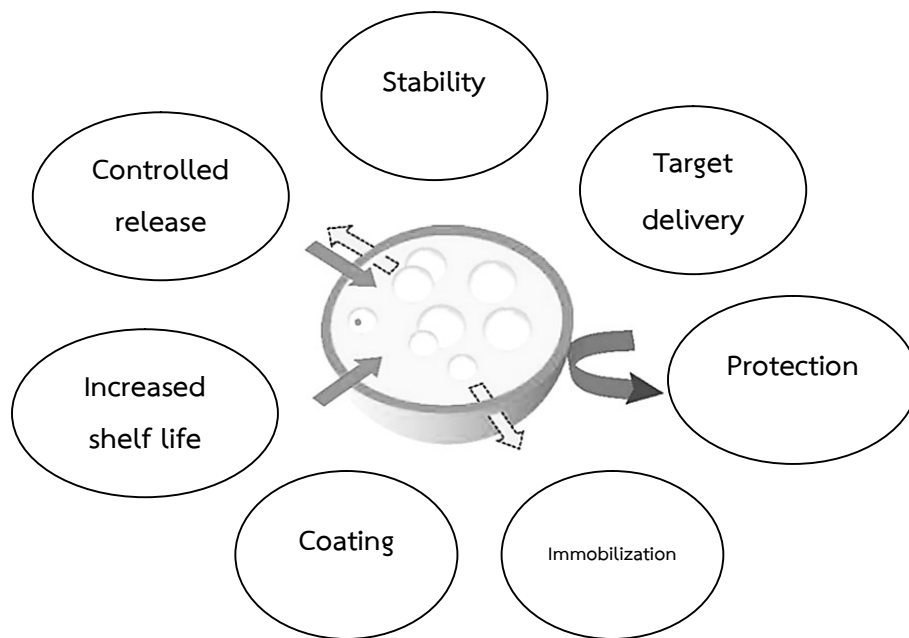 Stability
Controlled
release
Target
delivery
Protection
Increased
shelf life
Coating
Immobilization